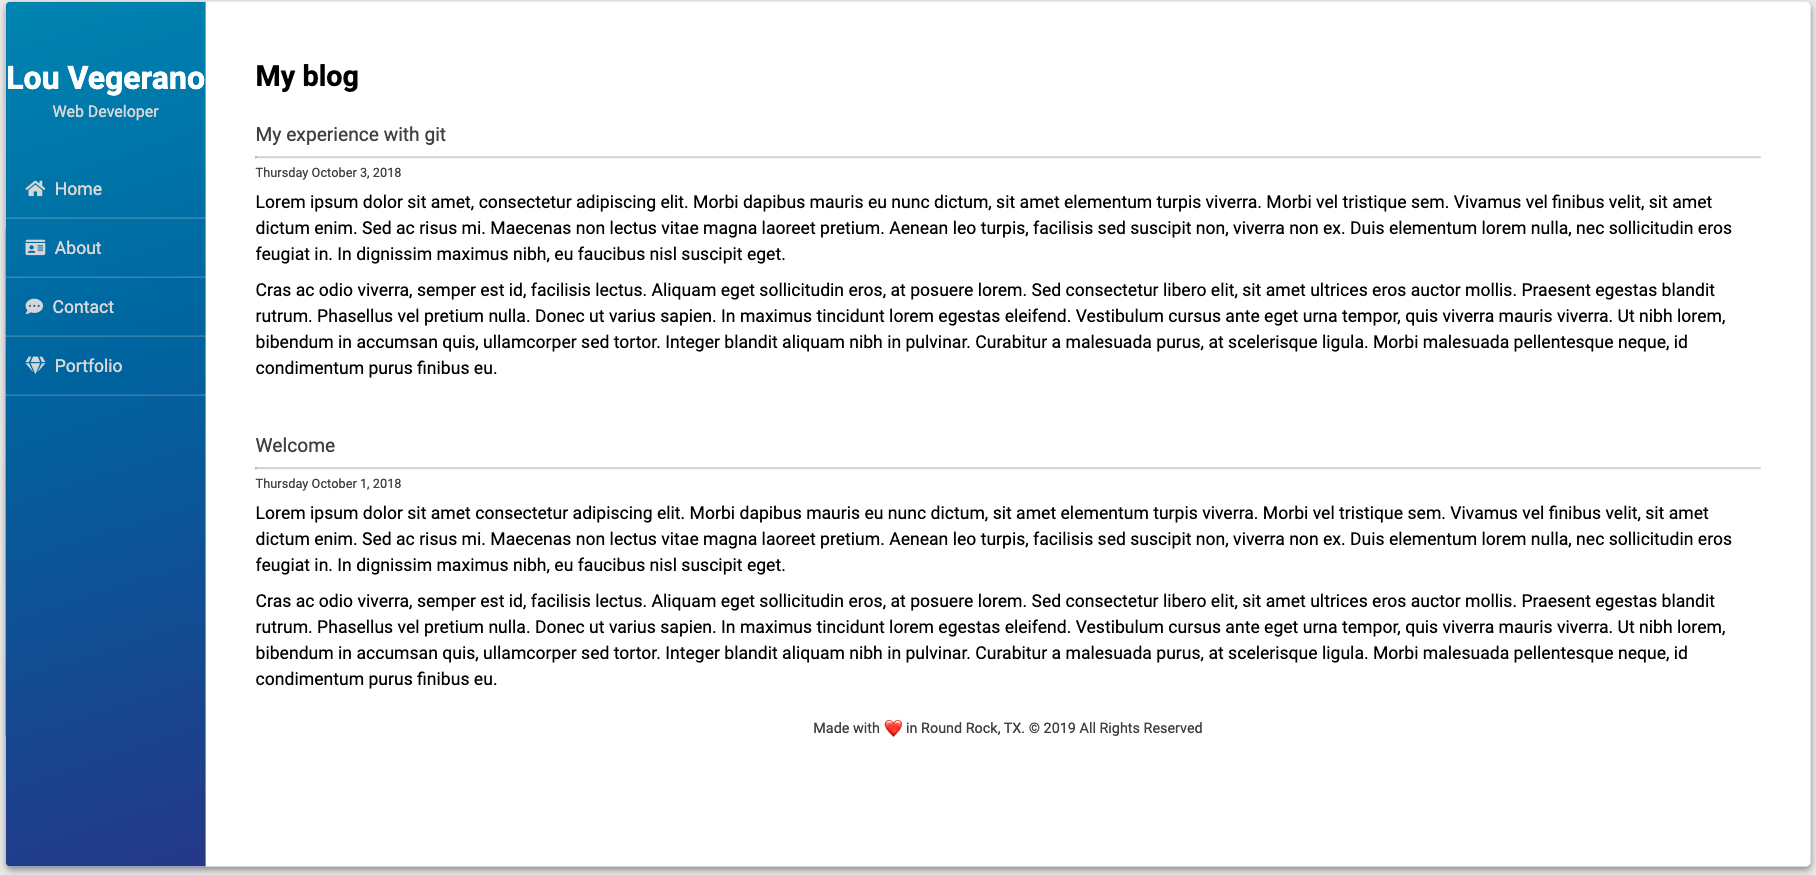 Lou Vegerano
Web Developer
Home
About
Contact
Portfolio
My blog
My experience with git
Thursday October 3, 2018
Lorem ipsum dolor sit amet, consectetur adipiscing elit. Morbi dapibus mauris eu nunc dictum, sit amet elementum turpis viverra. Morbi vel tristique sem. Vivamus vel finibus velit, sit amet
dictum enim. Sed ac risus mi. Maecenas non lectus vitae magna laoreet pretium. Aenean leo turpis, facilisis sed suscipit non, viverra non ex. Duis elementum lorem nulla, nec sollicitudin eros
feugiat in. In dignissim maximus nibh, eu faucibus nisl suscipit eget.
Cras ac odio viverra, semper est id, facilisis lectus. Aliquam eget sollicitudin eros, at posuere lorem. Sed consectetur libero elit, sit amet ultrices eros auctor mollis. Praesent egestas blandit
rutrum. Phasellus vel pretium nulla. Donec ut varius sapien. In maximus tincidunt lorem egestas eleifend. Vestibulum cursus ante eget urna tempor, quis viverra mauris viverra. Ut nibh lorem,
bibendum in accumsan quis, ullamcorper sed tortor. Integer blandit aliquam nibh in pulvinar. Curabitur a malesuada purus, at scelerisque ligula. Morbi malesuada pellentesque neque, id
condimentum purus finibus eu.
Welcome
Thursday October 1, 2018
Lorem ipsum dolor sit amet consectetur adipiscing elit. Morbi dapibus mauris eu nunc dictum, sit amet elementum turpis viverra. Morbi vel tristique sem. Vivamus vel finibus velit, sit amet
dictum enim. Sed ac risus mi. Maecenas non lectus vitae magna laoreet pretium. Aenean leo turpis, facilisis sed suscipit non, viverra non ex. Duis elementum lorem nulla, nec sollicitudin eros
feugiat in. In dignissim maximus nibh, eu faucibus nisl suscipit eget.
Cras ac odio viverra, semper est id, facilisis lectus. Aliquam eget sollicitudin eros, at posuere lorem. Sed consectetur libero elit, sit amet ultrices eros auctor mollis. Praesent egestas blandit
rutrum. Phasellus vel pretium nulla. Donec ut varius sapien. In maximus tincidunt lorem egestas eleifend. Vestibulum cursus ante eget urna tempor, quis viverra mauris viverra. Ut nibh lorem,
bibendum in accumsan quis, ullamcorper sed tortor. Integer blandit aliquam nibh in pulvinar. Curabitur a malesuada purus, at scelerisque ligula. Morbi malesuada pellentesque neque, id
condimentum purus finibus eu.
Made with ❤️ in Round Rock, TX. © 2019 All Rights Reserved